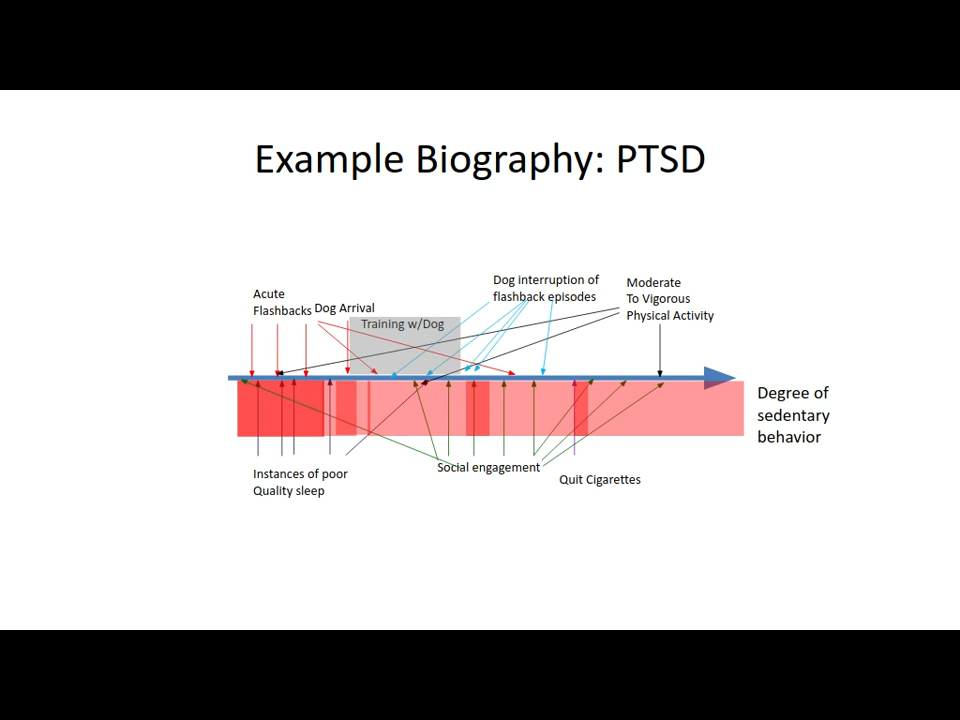 Example Biography: PTSD
Acute
Flashbacks
Dog Arrival
Training w/Dog
Dog interruption of
flashback episodes
Moderate
To Vigorous
Physical Activity
Degree of
sedentary
behavior
Instances of poor
Quality sleep
Social engagement
Quit Cigarettes